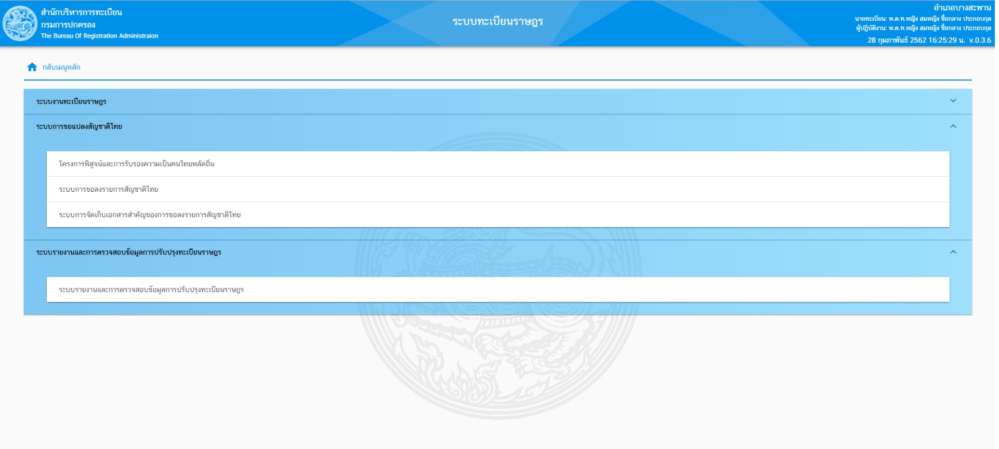 สำนักบริหารการทะเบียน
กรมการปกครอง
The Bureau Of Registration Administraion
ระบบทะเบียนราษฎร
อำเภอบางสะพาน
นายทะเบียน: พ.ต.ท.หญิง สมหญิง ชื่อกลาง ประกอบกุล
ผู้ปฏิบัติงาน: พ.ต.ท.หญิง สมหญิง ชื่อกลาง ประกอบกุล
28 กุมภาพันธ์ 2562 16:25:29 น. v.0.3.6
กลับเมนูหลัก
ระบบงานทะเบียนราษฎร
ระบบการขอแปลงสัญชาติไทย
โครงการพิสูจน์และการรับรองความเป็นคนไทยพลัดถิ่น
ระบบการขอลงรายการสัญชาติไทย
ระบบการจัดเก็บเอกสารสำคัญของการขอลงรายการสัญชาติไทย
ระบบรายงานและการตรวจสอบข้อมูลการปรับปรุงทะเบียนราษฎร
ระบบรายงานและการตรวจสอบข้อมูลการปรับปรุงทะเบียนราษฎร